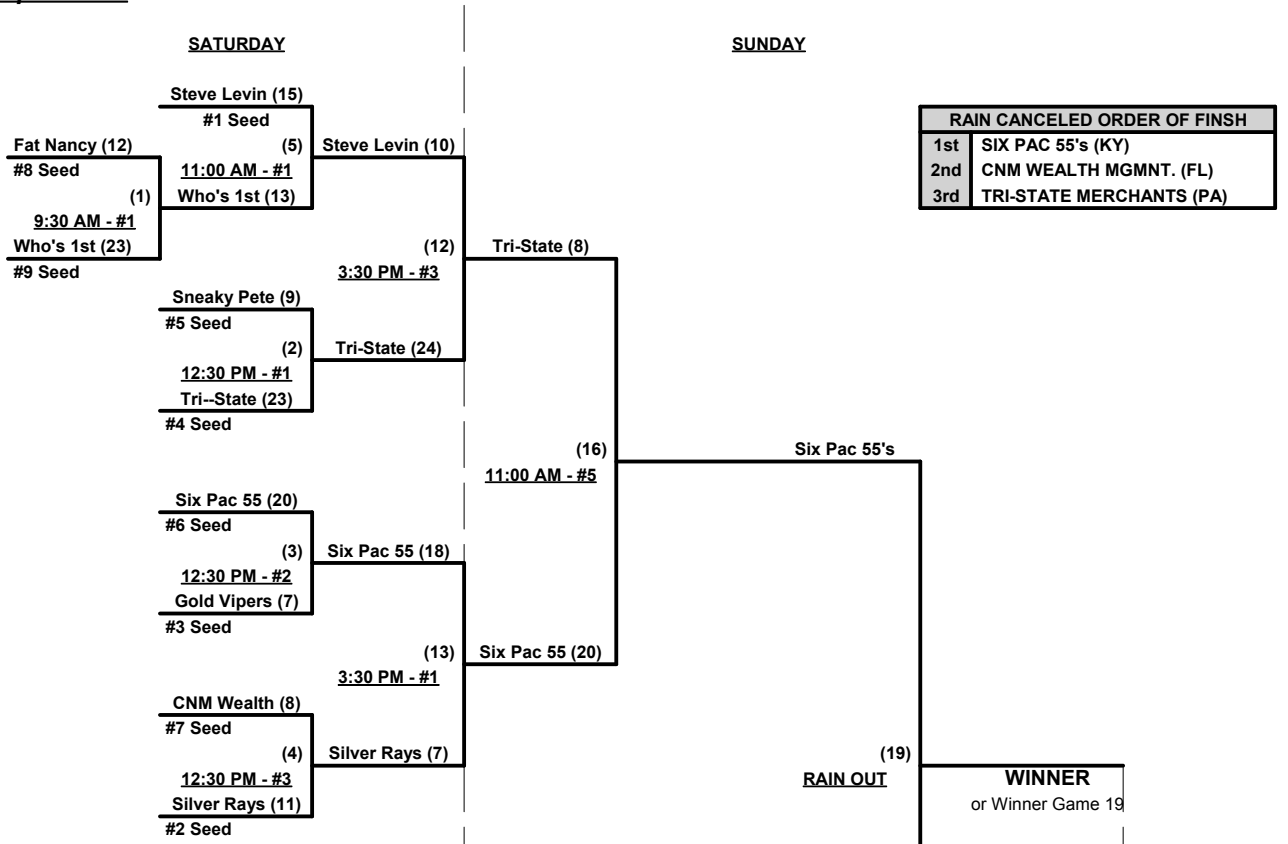 SATURDAY
SUNDAY
Steve Levin (15)
#1 Seed
RAIN CANCELED ORDER OF FINSH
Fat Nancy (12)
(5)
Steve Levin (10)
1st SIX PAC 55's (KY)
#8 Seed
11:00 AM - #1
2nd CNM WEALTH MGMNT. (FL)
(1)
Who's 1st (13)
3rd TRI-STATE MERCHANTS (PA)
9:30 AM - #1
Who's 1st (23)
(12)
Tri-State (8)
#9 Seed
3:30 PM - #3
Sneaky Pete (9)
#5 Seed
(2)
Tri-State (24)
12:30 PM - #1
Tri--State (23)
#4 Seed
(16)
Six Pac 55's
11:00 AM - #5
Six Pac 55 (20)
#6 Seed
(3)
Six Pac 55 (18)
12:30 PM - #2
Gold Vipers (7)
#3 Seed
(13)
Six Pac 55 (20)
3:30 PM - #1
CNM Wealth (8)
#7 Seed
(4)
Silver Rays (7)
(19)
12:30 PM - #3
RAIN OUT
WINNER
Silver Rays (11)
or Winner Game 19
#2 Seed